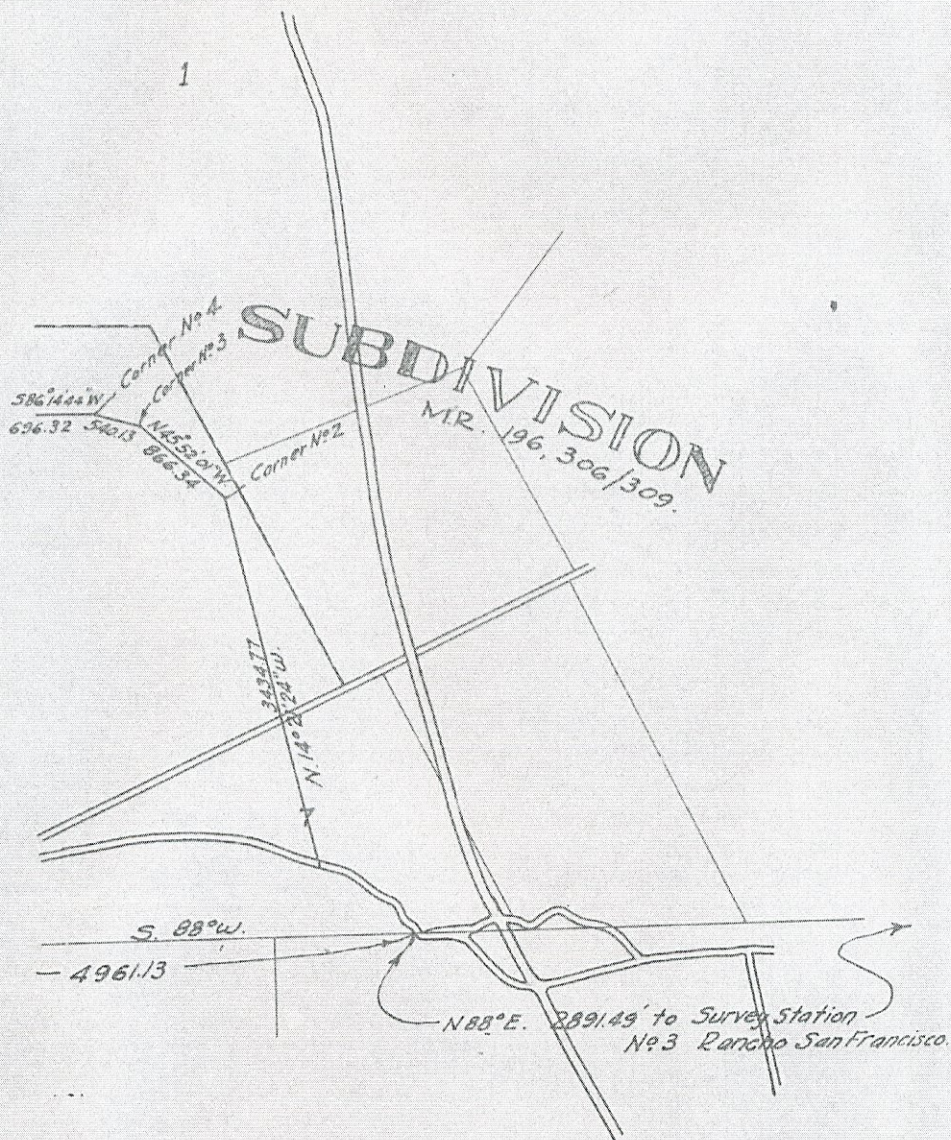 1
SUBDIVISION
M.R. 196, 306/309.
Corner No 4
Corner No 3
S86°14'44"W
696.32
540.13
N45°52'01"W.
866.34
Corner No 2
3434.77
N.14° 24"W.
S. 88°W.
— 4961.13
N88°E. 2891.49' to Survey Station
No 3 Rancho San Francisco.